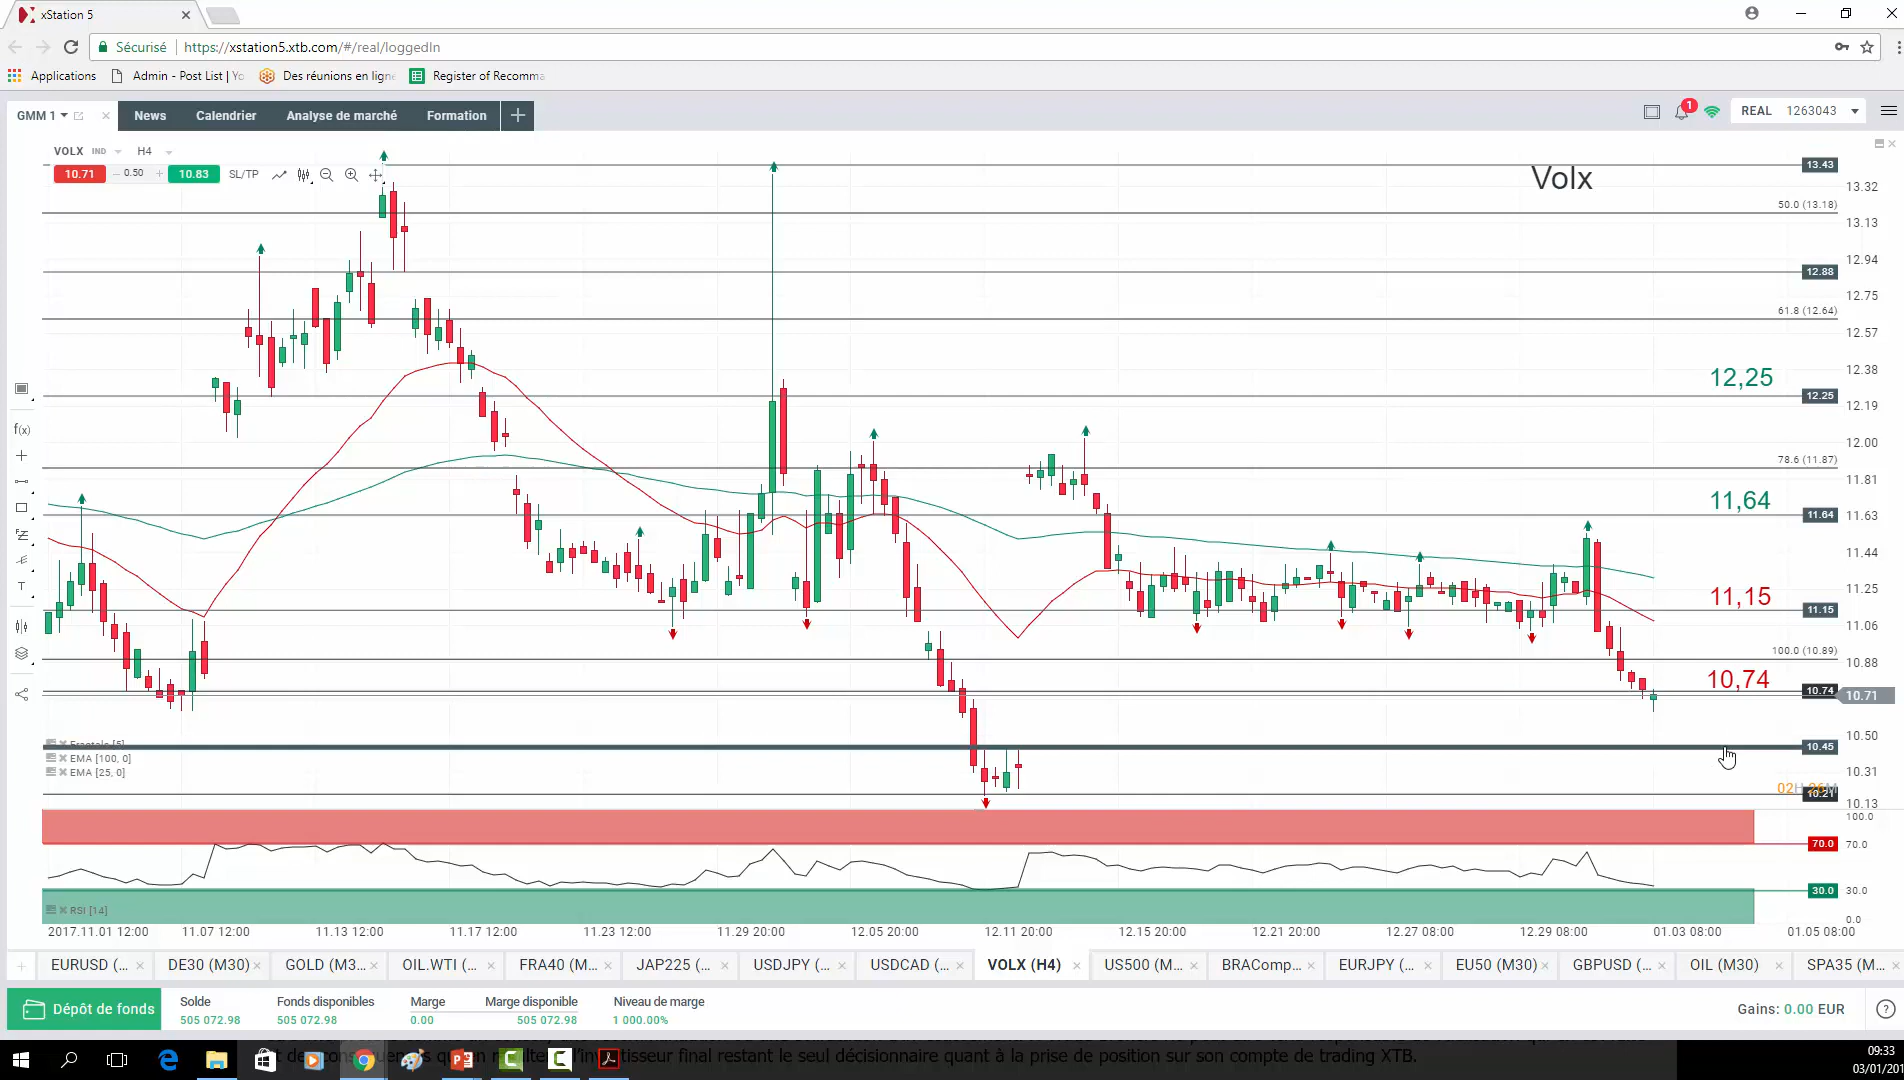 xStation 5
Sécurisé https://xstation5.xtb.com/#/real/loggedIn
Applications Admin - Post List | Yo Des réunions en ligne Register of Recomma
GMM 1 News Calendrier Analyse de marché Formation + 1 REAL 1263043
VOLX IND H4
10.71 0.50 10.83 SL/TP
Volx
13.43
13.32
50.0 (13.18)
13.13
12.94
12.88
12.75
61.8 (12.64)
12.57
12,25
12.38
12.25
12.19
12.00
78.6 (11.87)
11.81
11,64
11.64
11.63
11.44
11.25
11,15
11.15
11.06
100.0 (10.89)
10.88
10,74
10.74
10.71
10.50
Fractals [5]
10.45
EMA [100, 0]
EMA [25, 0]
10.31
10.21
10.13
100.0
70.0 70.0
30.0 30.0
RSI [14]
0.0
2017.11.01 12:00 11.07 12:00 11.13 12:00 11.17 12:00 11.23 12:00 11.29 20:00 12.05 20:00 12.11 20:00 12.15 20:00 12.21 20:00 12.27 08:00 12.29 08:00 01.03 08:00 01.05 08:00
EURUSD (... DE30 (M30) GOLD (M3... OIL.WTI (... FRA40 (M... JAP225 (... USDJPY (... USDCAD (... VOLX (H4) US500 (M... BRAComp... EURJPY (... EU50 (M30) GBPUSD (... OIL (M30) SPA35 (M...
Dépôt de fonds
Solde Fonds disponibles Marge Marge disponible Niveau de marge
505 072.98 505 072.98 0.00 505 072.98 1 000.00%
Gains: 0.00 EUR
final restant le seul décisionnaire quant à la prise de position sur son compte de trading XTB.
09:33
03/01/201